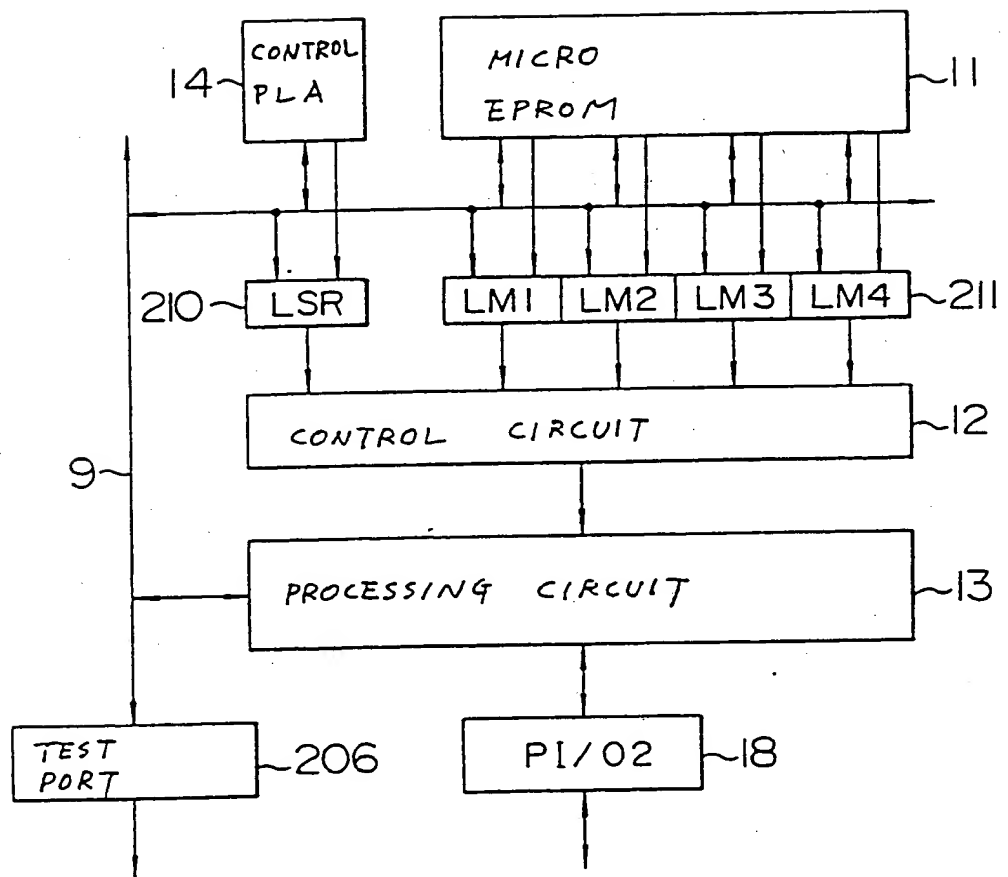 CONTROL
PLA
14
MICRO
EPROM
11
210
LSR
LM1 LM2 LM3 LM4
211
CONTROL CIRCUIT
12
9
PROCESSING CIRCUIT
13
TEST
PORT
206
PI/O2
18